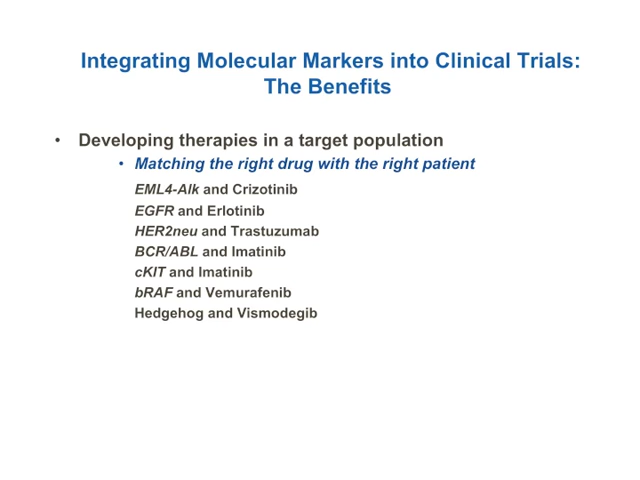 Integrating Molecular Markers into Clinical Trials:
The Benefits
• Developing therapies in a target population
• Matching the right drug with the right patient
EML4-Alk and Crizotinib
EGFR and Erlotinib
HER2neu and Trastuzumab
BCR/ABL and Imatinib
cKIT and Imatinib
bRAF and Vemurafenib
Hedgehog and Vismodegib